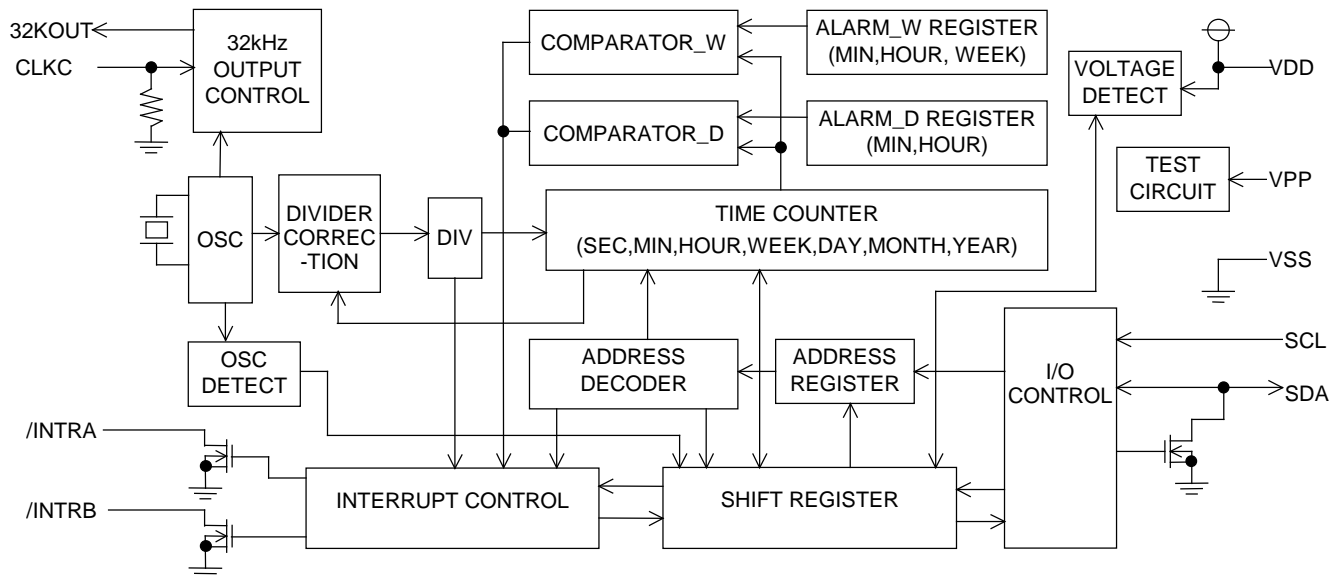 32KOUT
CLKC
32kHz
OUTPUT
CONTROL
COMPARATOR_W
ALARM_W REGISTER
(MIN,HOUR, WEEK)
VOLTAGE
DETECT
VDD
COMPARATOR_D
ALARM_D REGISTER
(MIN,HOUR)
TEST
CIRCUIT
VPP
OSC
DIVIDER
CORREC
-TION
DIV
TIME COUNTER
(SEC,MIN,HOUR,WEEK,DAY,MONTH,YEAR)
VSS
OSC
DETECT
ADDRESS
DECODER
ADDRESS
REGISTER
I/O
CONTROL
SCL
SDA
/INTRA
/INTRB
INTERRUPT CONTROL
SHIFT REGISTER